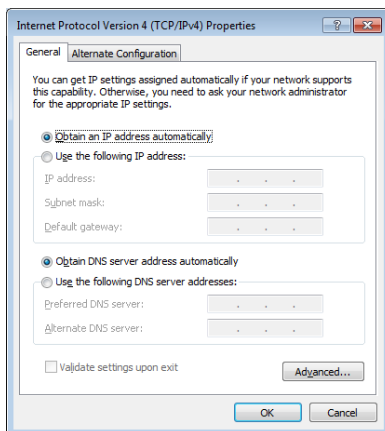 Internet Protocol Version 4 (TCP/IPv4) Properties
General
Alternate Configuration
You can get IP settings assigned automatically if your network supports
this capability. Otherwise, you need to ask your network administrator
for the appropriate IP settings.
Obtain an IP address automatically
Use the following IP address:
IP address:
Subnet mask:
Default gateway:
Obtain DNS server address automatically
Use the following DNS server addresses:
Preferred DNS server:
Alternate DNS server:
Validate settings upon exit
Advanced...
OK
Cancel